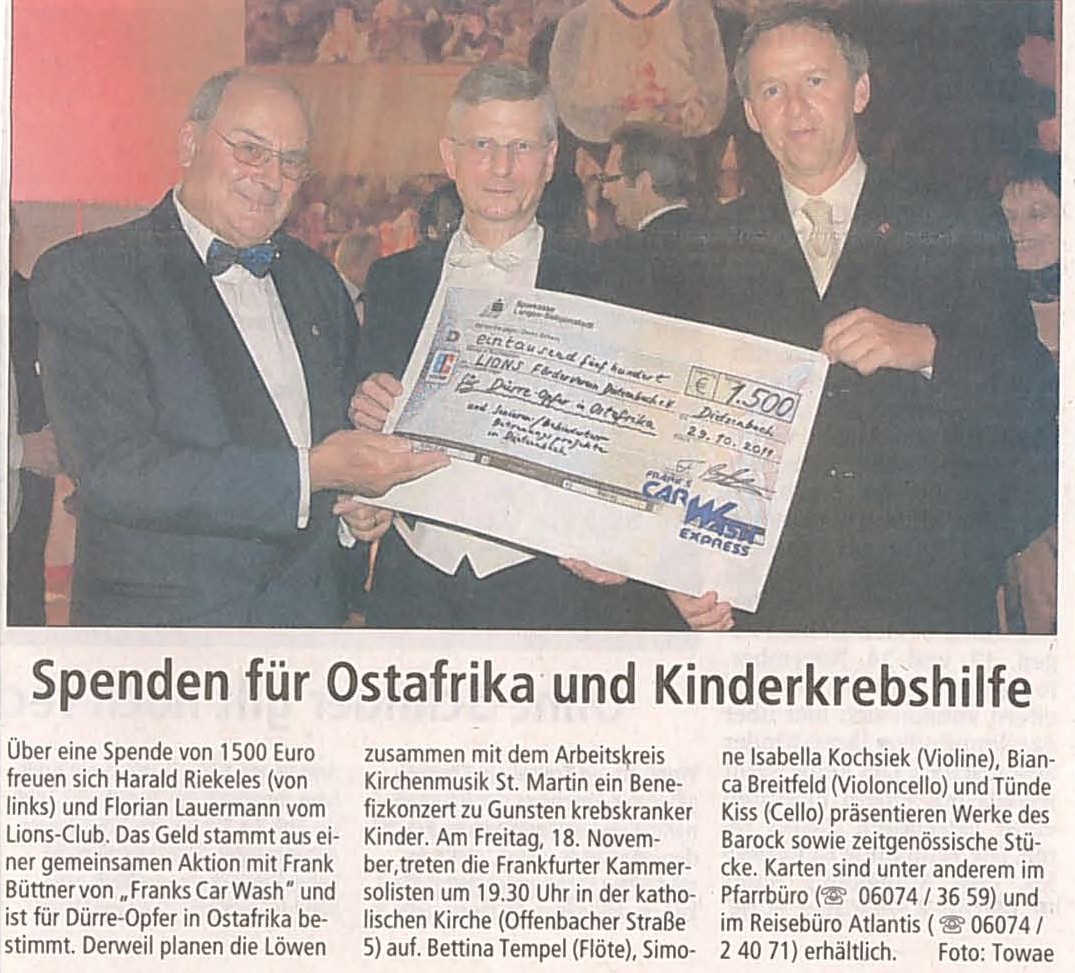 Sparkasse
Langen-Seligenstadt
D
eintausend fünf hundert
€ 1.500
LIONS Förderverein Dietzenbach e.V.
Dietzenbach
für Dürre-Opfer in Ostafrika
29.10.2011
und Senioren/Behinderten
Betreuungsprojekte
in Dietzenbach
FRANK'S
CAR WASH
EXPRESS
Spenden für Ostafrika und Kinderkrebshilfe
Über eine Spende von 1500 Euro
freuen sich Harald Riekeles (von
links) und Florian Lauermann vom
Lions-Club. Das Geld stammt aus ei-
ner gemeinsamen Aktion mit Frank
Büttner von „Franks Car Wash" und
ist für Dürre-Opfer in Ostafrika be-
stimmt. Derweil planen die Löwen
zusammen mit dem Arbeitskreis
Kirchenmusik St. Martin ein Bene-
fizkonzert zu Gunsten krebskranker
Kinder. Am Freitag, 18. Novem-
ber,treten die Frankfurter Kammer-
solisten um 19.30 Uhr in der katho-
lischen Kirche (Offenbacher Straße
5) auf. Bettina Tempel (Flöte), Simo-
ne Isabella Kochsiek (Violine), Bian-
ca Breitfeld (Violoncello) und Tünde
Kiss (Cello) präsentieren Werke des
Barock sowie zeitgenössische Stü-
cke. Karten sind unter anderem im
Pfarrbüro (☏ 06074 / 36 59) und
im Reisebüro Atlantis ( ☏ 06074 /
2 40 71) erhältlich. Foto: Towae